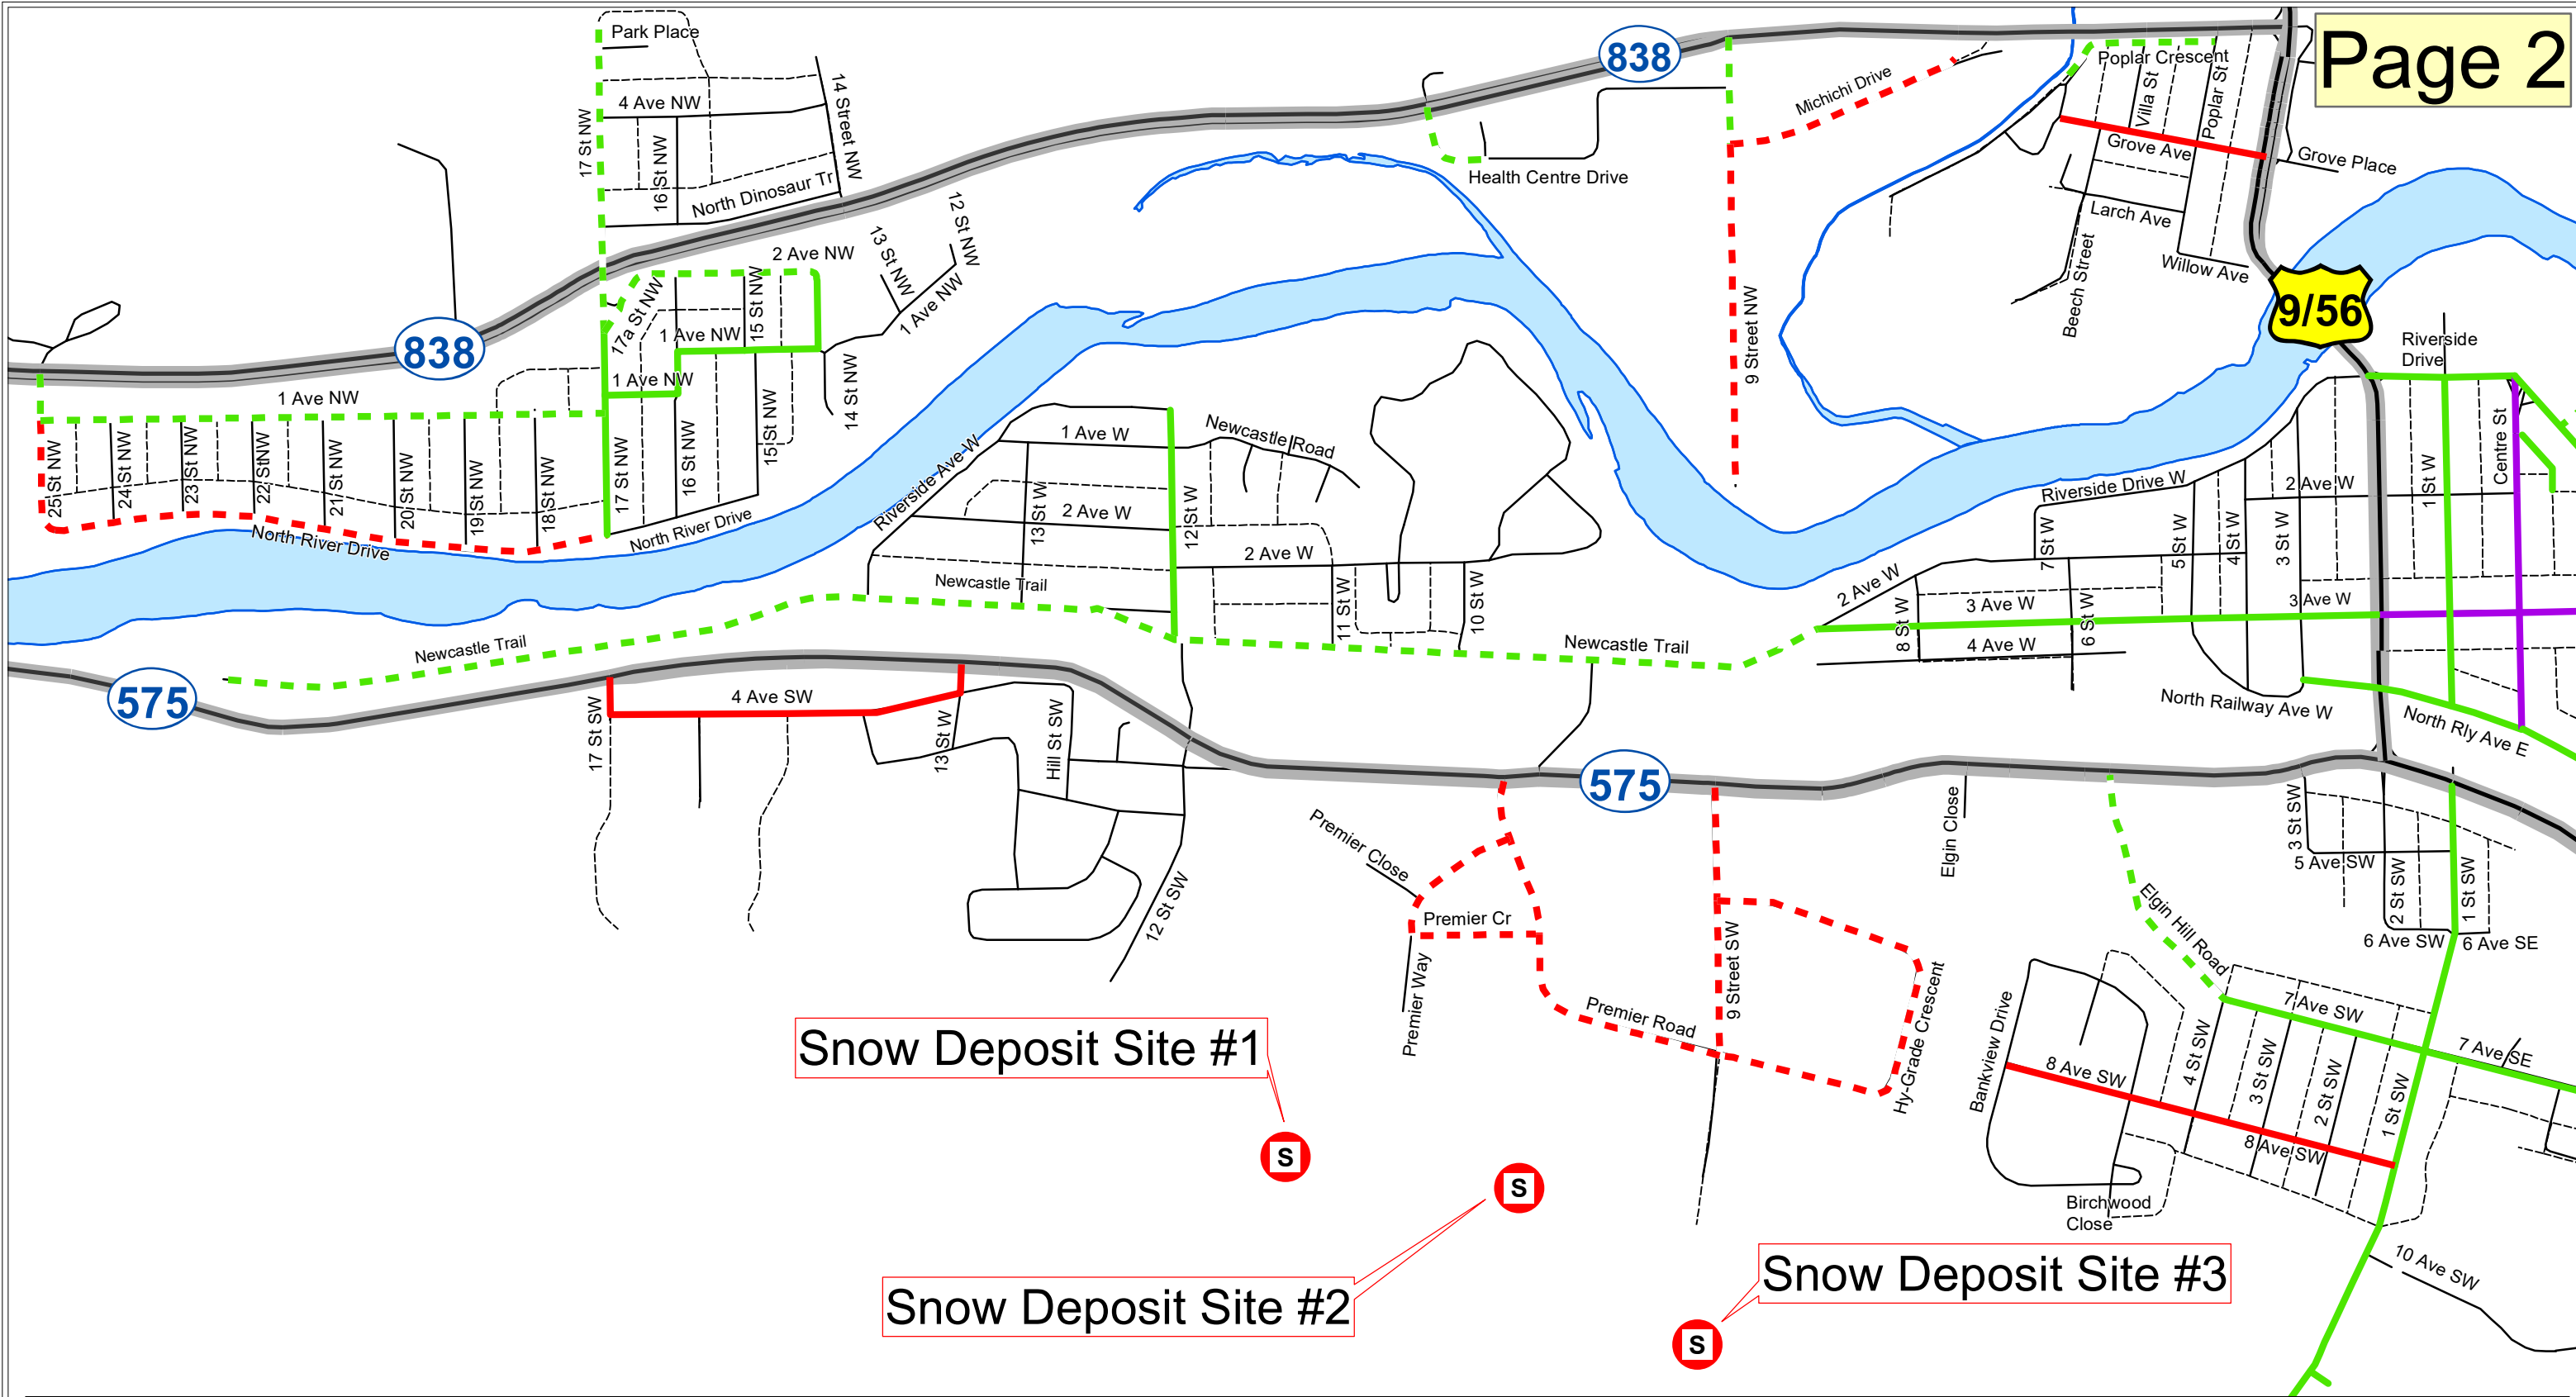 Page 2
Park Place
838
Poplar Crescent
4 Ave NW
14 Street NW
17 St NW
16 St NW
North Dinosaur Tr
Michichi Drive
Villa St
Poplar St
Grove Ave
Grove Place
Health Centre Drive
Larch Ave
Willow Ave
Beech Street
12 St NW
13 St NW
2 Ave NW
1 Ave NW
17a St NW
15 St NW
1 Ave NW
1 Ave NW
9/56
838
9 Street NW
Riverside
Drive
1 Ave NW
14 St NW
25 St NW
24 St NW
23 St NW
22 St NW
21 St NW
20 St NW
19 St NW
18 St NW
17 St NW
16 St NW
15 St NW
North River Drive
North River Drive
Riverside Ave W
1 Ave W
Newcastle Road
13 St W
2 Ave W
12 St W
2 Ave W
11 St W
10 St W
Newcastle Trail
Newcastle Trail
Newcastle Trail
Riverside Drive W
2 Ave W
1 St W
Centre St
7 St W
5 St W
4 St W
3 St W
2 Ave W
3 Ave W
3 Ave W
8 St W
6 St W
4 Ave W
North Railway Ave W
North Rly Ave E
575
4 Ave SW
17 St SW
13 St W
Hill St SW
575
12 St SW
Premier Close
Premier Cr
Premier Way
Premier Road
9 Street SW
Hy-Grade Crescent
Elgin Close
Elgin Hill Road
3 St SW
5 Ave SW
2 St SW
1 St SW
6 Ave SW
6 Ave SE
7 Ave SW
7 Ave SE
Bankview Drive
8 Ave SW
4 St SW
3 St SW
2 St SW
1 St SW
8 Ave SW
Birchwood
Close
10 Ave SW
Snow Deposit Site #1
S
S
Snow Deposit Site #2
Snow Deposit Site #3
S